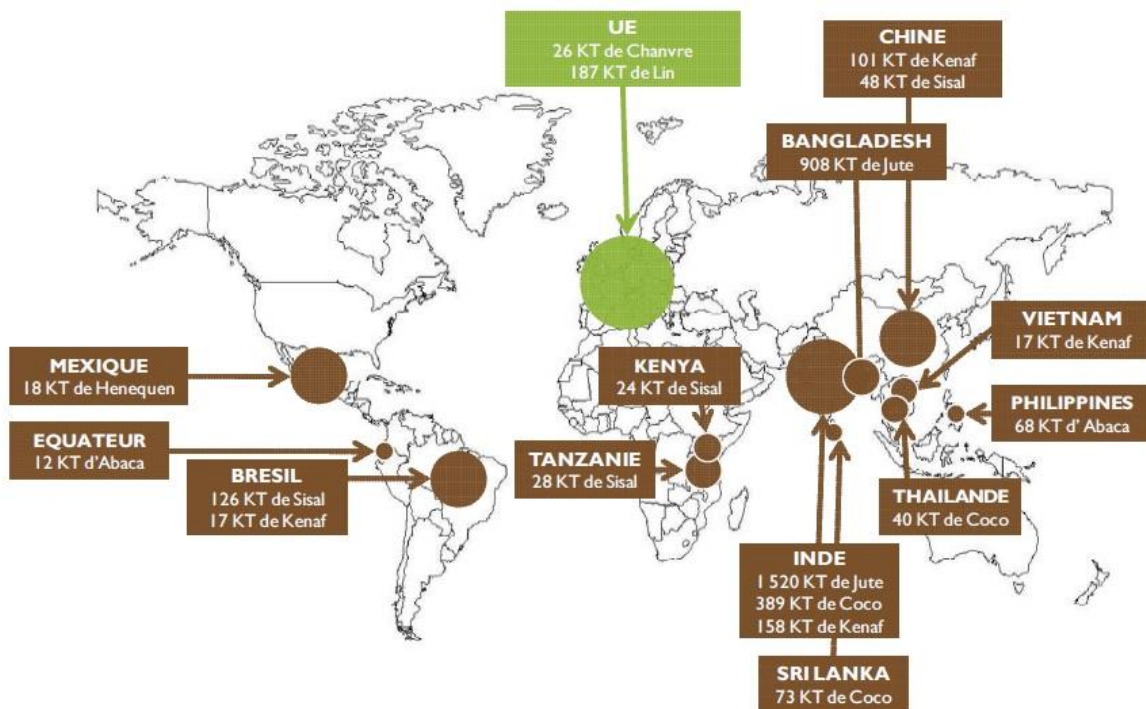 UE
26 KT de Chanvre
187 KT de Lin
CHINE
101 KT de Kenaf
48 KT de Sisal
BANGLADESH
908 KT de Jute
VIETNAM
17 KT de Kenaf
MEXIQUE
18 KT de Henequen
KENYA
24 KT de Sisal
PHILIPPINES
68 KT d' Abaca
EQUATEUR
12 KT d'Abaca
BRESIL
126 KT de Sisal
17 KT de Kenaf
TANZANIE
28 KT de Sisal
THAILANDE
40 KT de Coco
INDE
1 520 KT de Jute
389 KT de Coco
158 KT de Kenaf
SRI LANKA
73 KT de Coco